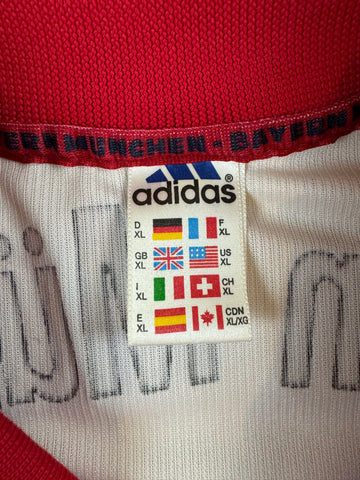 ERN MÜNCHEN - BAYERN
adidas®
D XL F XL
GB XL US XL
I XL CH XL
E XL CDN XL/XG